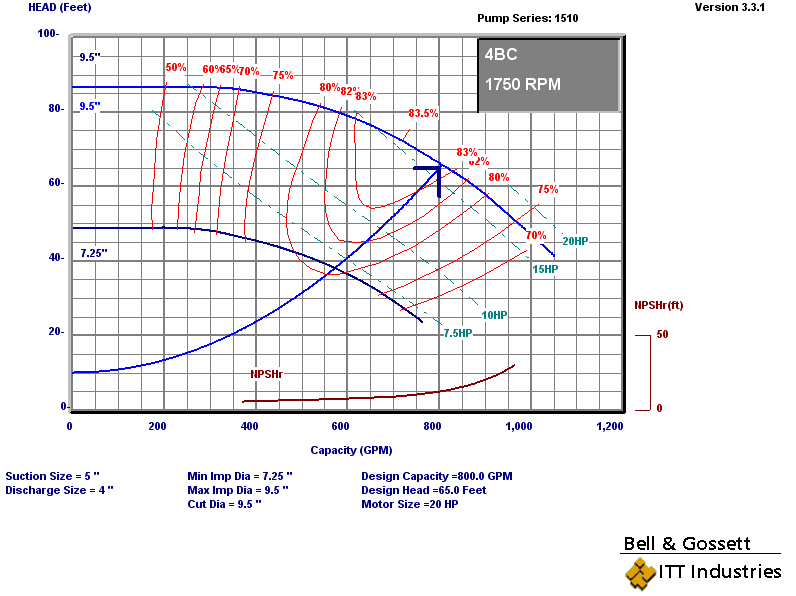 HEAD (Feet)
Version 3.3.1
Pump Series: 1510
100-
4BC
1750 RPM
9.5"
50%
60%
65%
70%
75%
80%
82%
83%
83.5%
80-
9.5"
83%
82%
80%
75%
60-
70%
20HP
15HP
40-
7.25"
10HP
7.5HP
20-
NPSHr
NPSHr(ft)
50
0
0-
0
200
400
600
800
1,000
1,200
Capacity (GPM)
Suction Size = 5 "
Min Imp Dia = 7.25 "
Design Capacity =800.0 GPM
Discharge Size = 4 "
Max Imp Dia = 9.5 "
Design Head =65.0 Feet
Cut Dia = 9.5 "
Motor Size =20 HP
Bell & Gossett
ITT Industries